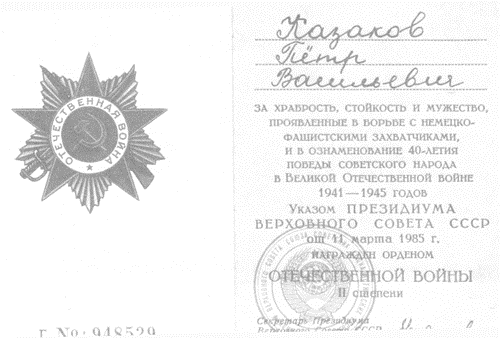 ОТЕЧЕСТВЕННАЯ ВОЙНА
Г № 948529
Казаков
Пётр
Васильевич
ЗА ХРАБРОСТЬ, СТОЙКОСТЬ И МУЖЕСТВО,
ПРОЯВЛЕННЫЕ В БОРЬБЕ С НЕМЕЦКО-
ФАШИСТСКИМИ ЗАХВАТЧИКАМИ,
И В ОЗНАМЕНОВАНИЕ 40-ЛЕТИЯ
ПОБЕДЫ СОВЕТСКОГО НАРОДА
В ВЕЛИКОЙ ОТЕЧЕСТВЕННОЙ ВОЙНЕ
1941—1945 ГОДОВ
УКАЗОМ ПРЕЗИДИУМА
ВЕРХОВНОГО СОВЕТА СССР
от 11 марта 1985 г.
НАГРАЖДЕН ОРДЕНОМ
ОТЕЧЕСТВЕННОЙ ВОЙНЫ
II степени
Секретарь Президиума
Верховного Совета СССР